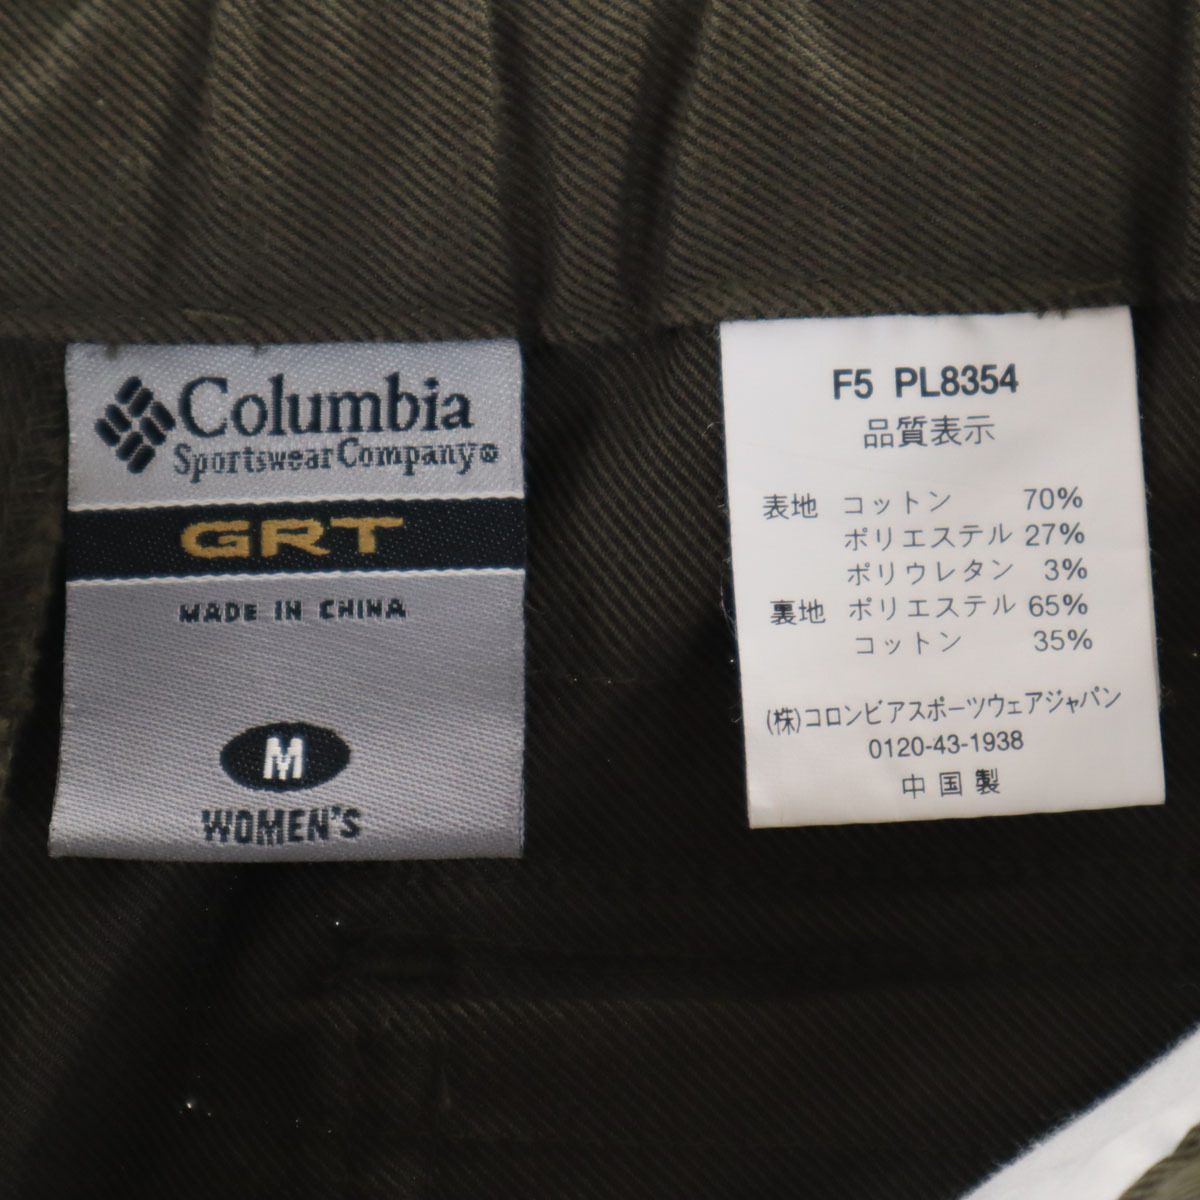 Columbia
Sportswear Company®
GRT
MADE IN CHINA
M
WOMEN'S
F5 PL8354
品質表示
表地 コットン 70%
ポリエステル 27%
ポリウレタン 3%
裏地 ポリエステル 65%
コットン 35%
(株)コロンビアスポーツウェアジャパン
0120-43-1938
中国製